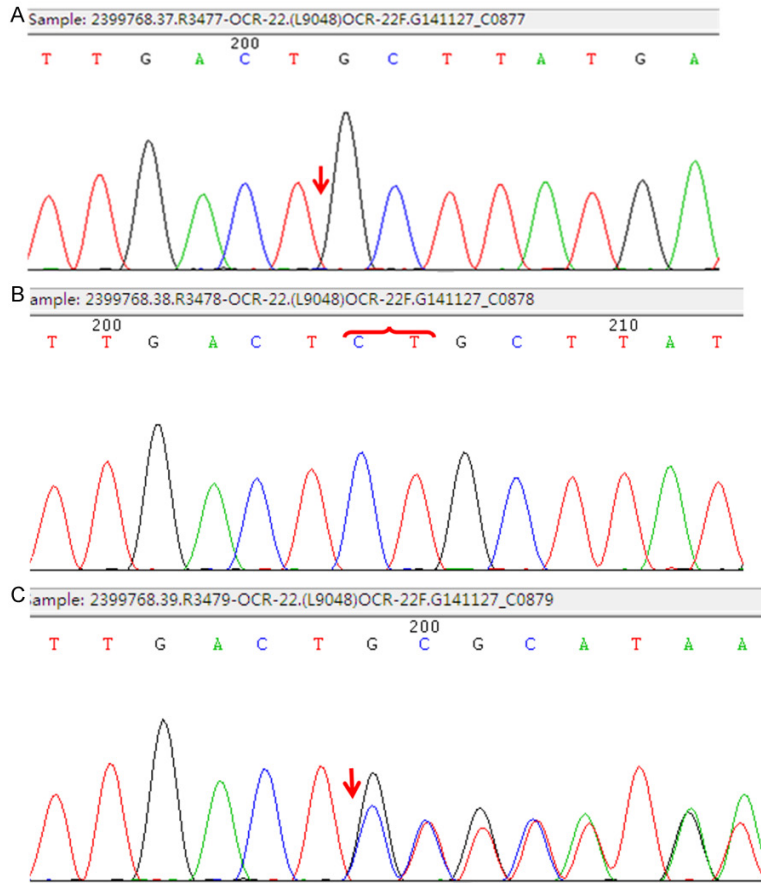 A
Sample: 2399768.37.R3477-OCR-22.(L9048)OCR-22F.G141127_C0877
200
T T G A C T G C T T A T G A
B
ample: 2399768.38.R3478-OCR-22.(L9048)OCR-22F.G141127_C0878
200 210
T T G A C T C T G C T T A T
C
ample: 2399768.39.R3479-OCR-22.(L9048)OCR-22F.G141127_C0879
200
T T G A C T G C G C A T A A